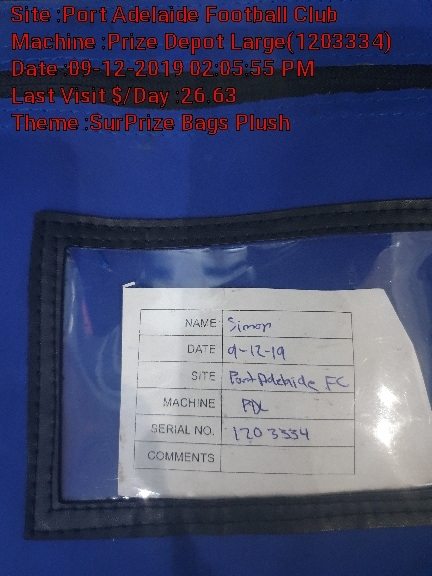 Site :Port Adelaide Football Club
Machine :Prize Depot Large(1203334)
Date :09-12-2019 02:05:55 PM
Last Visit $/Day :26.63
Theme :SurPrize Bags Plush
NAME Simon
DATE 9-12-19
SITE Port Adelaide FC
MACHINE PDL
SERIAL NO. 1203334
COMMENTS